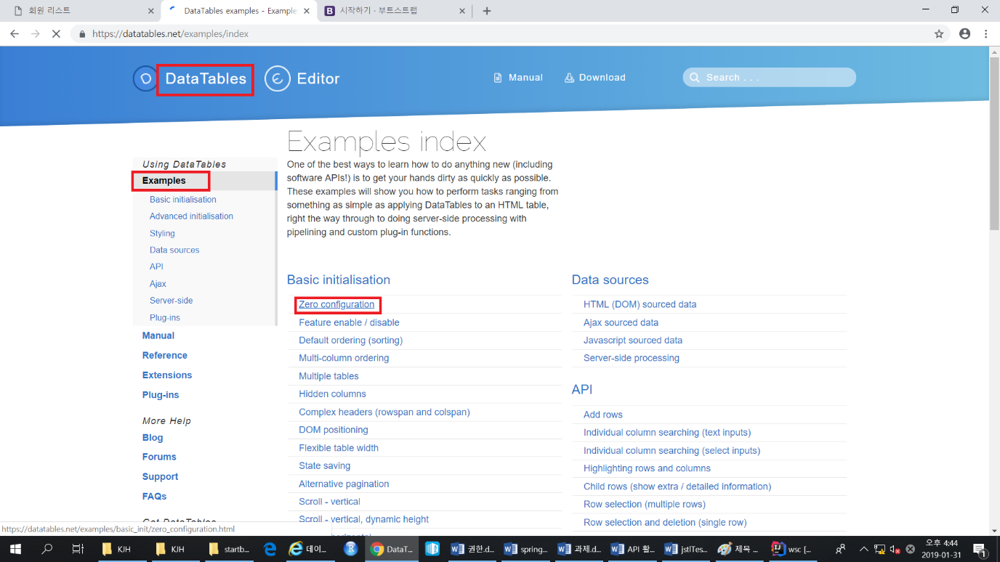 회원 리스트
DataTables examples - Example
시작하기 · 부트스트랩
https://datatables.net/examples/index
DataTables
Editor
Manual
Download
Search . . .
Examples index
One of the best ways to learn how to do anything new (including
software APIs!) is to get your hands dirty as quickly as possible.
These examples will show you how to perform tasks ranging from
something as simple as applying DataTables to an HTML table,
right the way through to doing server-side processing with
pipelining and custom plug-in functions.
Using DataTables
Examples
Basic initialisation
Advanced initialisation
Styling
Data sources
API
Ajax
Server-side
Plug-ins
Manual
Reference
Extensions
Plug-ins
More Help
Blog
Forums
Support
FAQs
Basic initialisation
Zero configuration
Feature enable / disable
Default ordering (sorting)
Multi-column ordering
Multiple tables
Hidden columns
Complex headers (rowspan and colspan)
DOM positioning
Flexible table width
State saving
Alternative pagination
Scroll - vertical
Scroll - vertical, dynamic height
Data sources
HTML (DOM) sourced data
Ajax sourced data
Javascript sourced data
Server-side processing
API
Add rows
Individual column searching (text inputs)
Individual column searching (select inputs)
Highlighting rows and columns
Child rows (show extra / detailed information)
Row selection (multiple rows)
Row selection and deletion (single row)
https://datatables.net/examples/basic_init/zero_configuration.html
KJH
KIH
startb...
데이...
DataT...
권한.d...
spring...
과제.d...
API 활...
jstlTes...
제목 ...
wsc [...
오후 4:44
2019-01-31
1